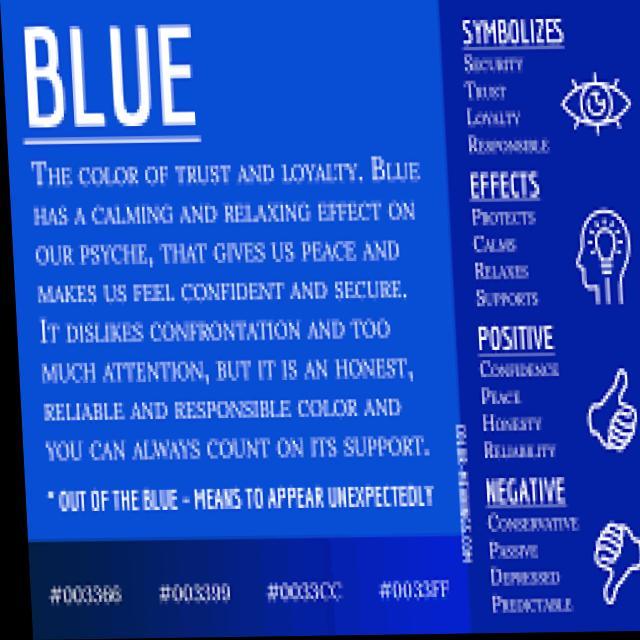 BLUE
THE COLOR OF TRUST AND LOYALTY. BLUE
HAS A CALMING AND RELAXING EFFECT ON
OUR PSYCHE, THAT GIVES US PEACE AND
MAKES US FEEL CONFIDENT AND SECURE.
IT DISLIKES CONFRONTATION AND TOO
MUCH ATTENTION, BUT IT IS AN HONEST,
RELIABLE AND RESPONSIBLE COLOR AND
YOU CAN ALWAYS COUNT ON ITS SUPPORT.
* OUT OF THE BLUE - MEANS TO APPEAR UNEXPECTEDLY
#003366 #003399 #0033CC #0033FF
SYMBOLIZES
SECURITY
TRUST
LOYALTY
RESPONSIBLE
EFFECTS
PROTECTS
CALMS
RELAXES
SUPPORTS
POSITIVE
CONFIDENCE
PEACE
HONESTY
RELIABILITY
NEGATIVE
CONSERVATIVE
PASSIVE
DEPRESSED
PREDICTABLE